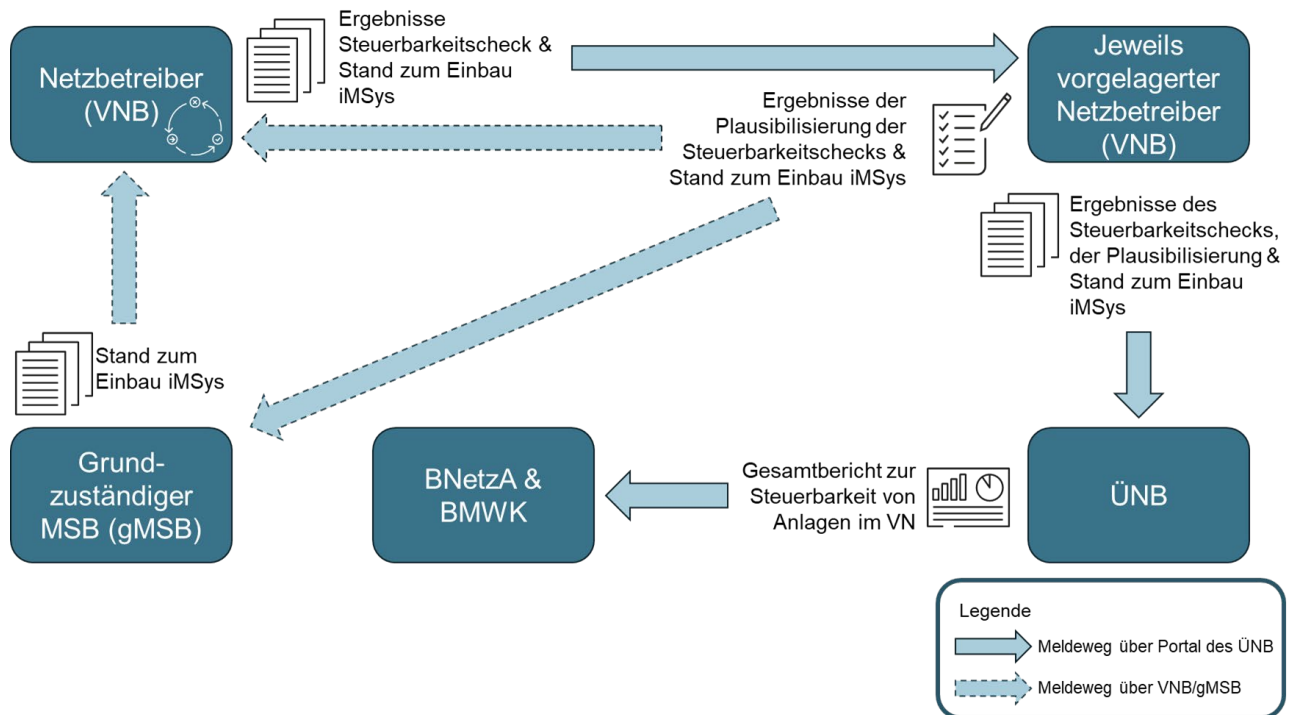 Netzbetreiber
(VNB)
Ergebnisse
Steuerbarkeitscheck &
Stand zum Einbau
iMSys
Jeweils
vorgelagerter
Netzbetreiber
(VNB)
Ergebnisse der
Plausibilisierung der
Steuerbarkeitschecks &
Stand zum Einbau iMSys
Ergebnisse des
Steuerbarkeitschecks,
der Plausibilisierung &
Stand zum Einbau
iMSys
Stand zum
Einbau iMSys
Grund-
zuständiger
MSB (gMSB)
BNetzA &
BMWK
Gesamtbericht zur
Steuerbarkeit von
Anlagen im VN
ÜNB
Legende
Meldeweg über Portal des ÜNB
Meldeweg über VNB/gMSB